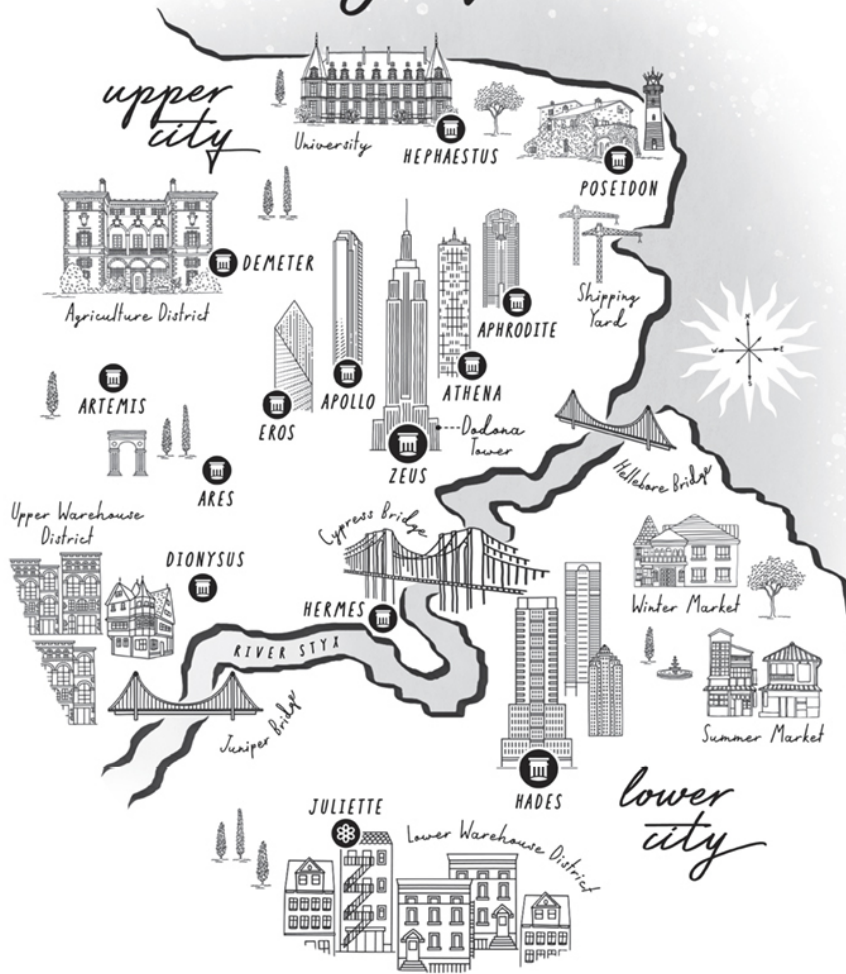 upper
city
University
HEPHAESTUS
POSEIDON
DEMETER
Agriculture District
Shipping
Yard
APHRODITE
ARTEMIS
EROS
APOLLO
ATHENA
Dodona
Tower
ZEUS
ARES
N
W
E
S
Hellebore Bridge
Upper Warehouse
District
Cypress Bridge
DIONYSUS
HERMES
Winter Market
RIVER STYX
Juniper Bridge
Summer Market
HADES
lower
city
JULIETTE
Lower Warehouse District